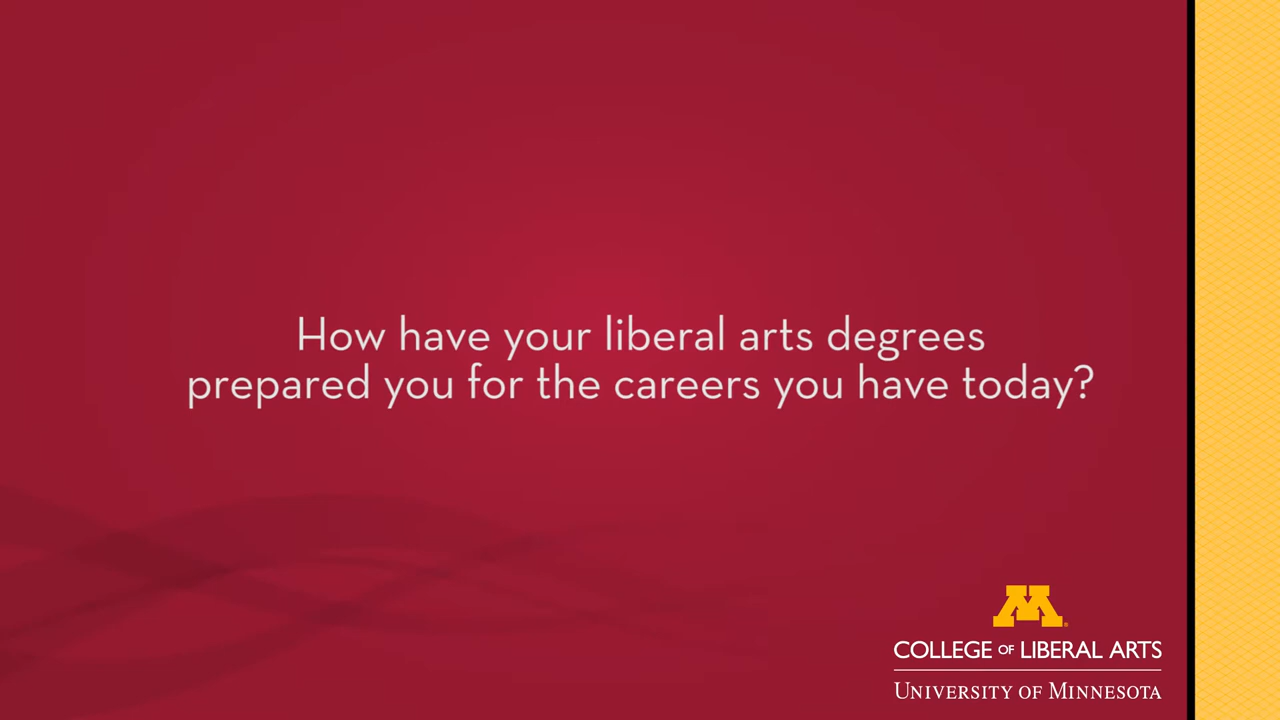 How have your liberal arts degrees
prepared you for the careers you have today?
M
COLLEGE OF LIBERAL ARTS
UNIVERSITY OF MINNESOTA